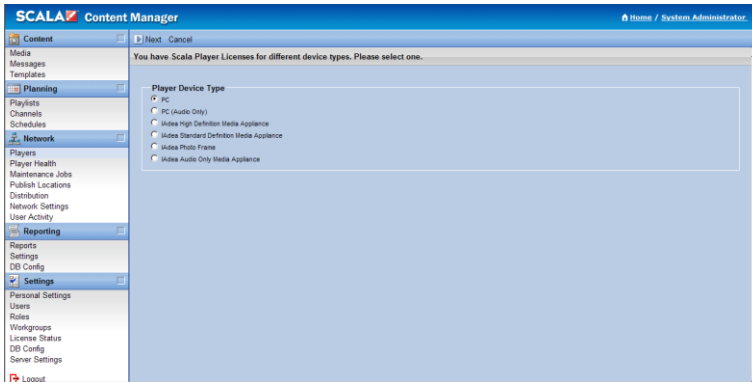 SCALA Content Manager
Home / System Administrator
Content
Media
Messages
Templates
Planning
Playlists
Channels
Schedules
Network
Players
Player Health
Maintenance Jobs
Publish Locations
Distribution
Network Settings
User Activity
Reporting
Reports
Settings
DB Config
Settings
Personal Settings
Users
Roles
Workgroups
License Status
DB Config
Server Settings
Logout
Next Cancel
You have Scala Player Licenses for different device types. Please select one.
Player Device Type
PC
PC (Audio Only)
IAdea High Definition Media Appliance
IAdea Standard Definition Media Appliance
IAdea Photo Frame
IAdea Audio Only Media Appliance